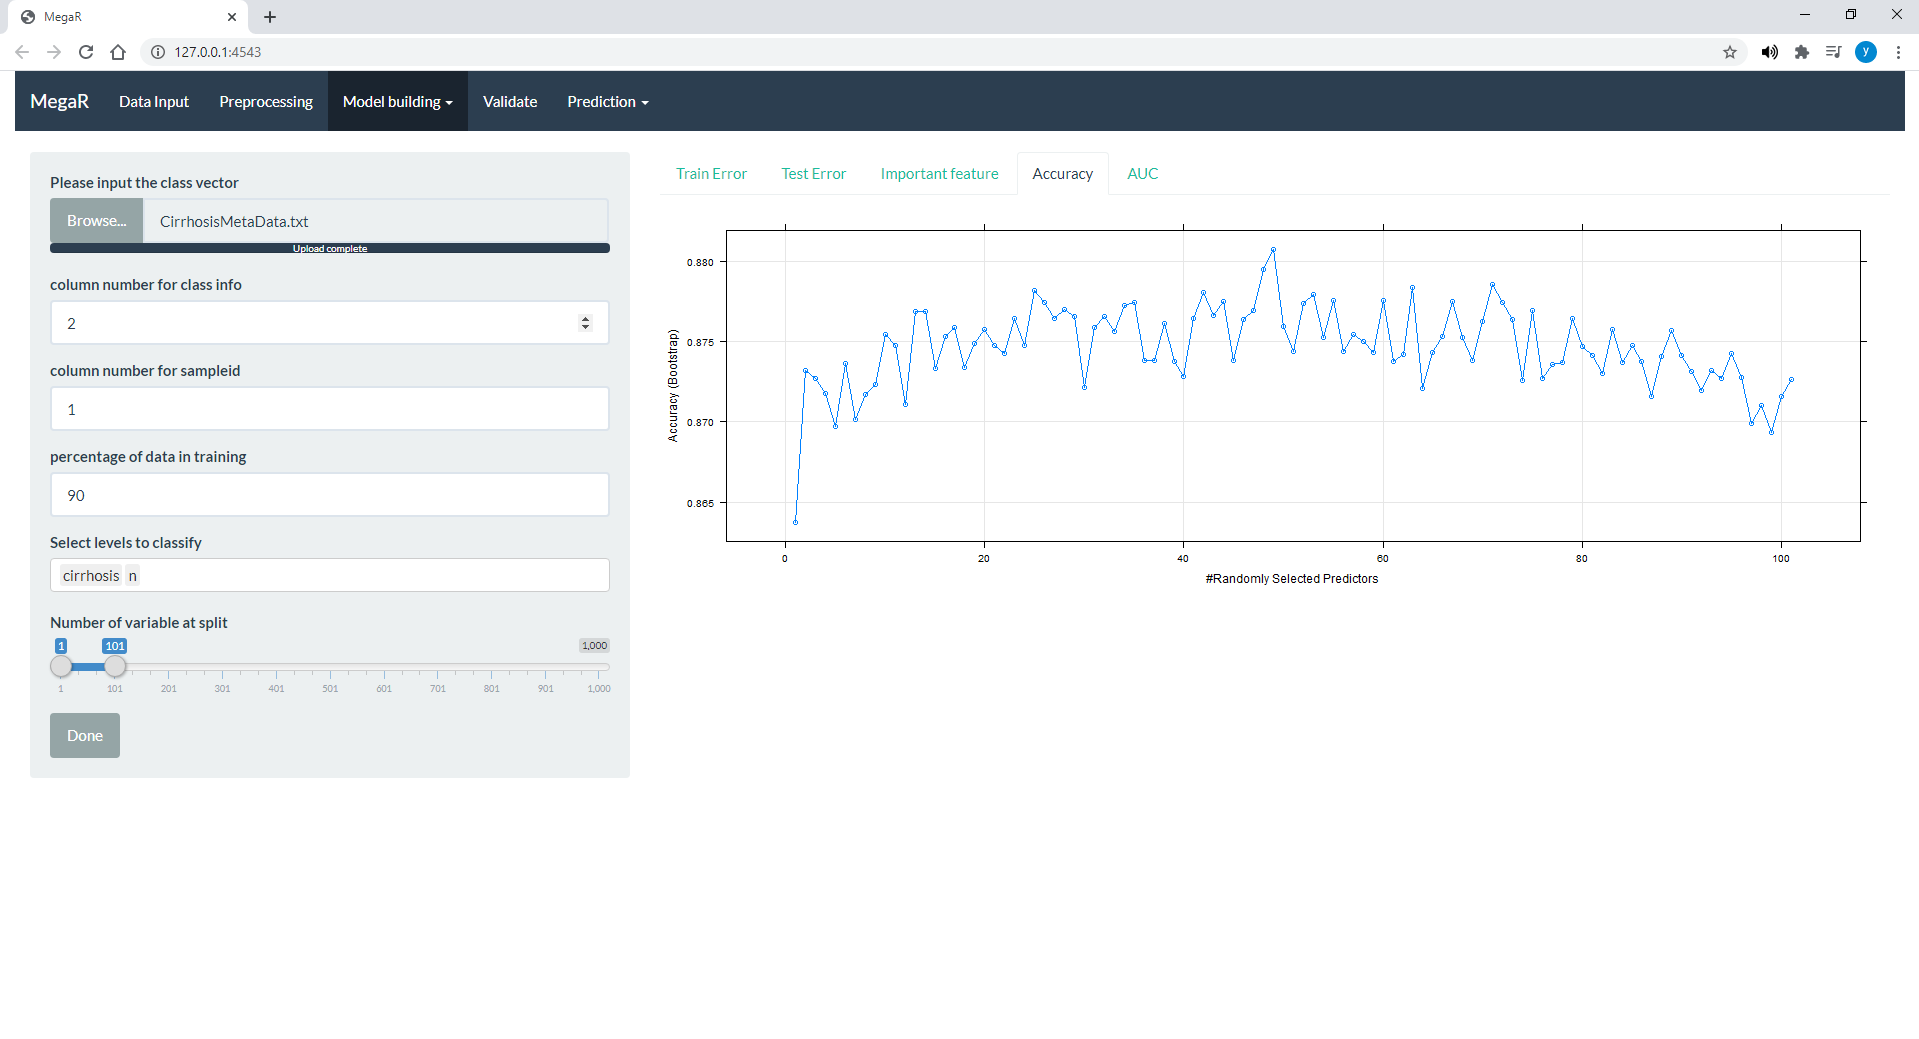 MegaR
127.0.0.1:4543
y
MegaR Data Input Preprocessing Model building Validate Prediction
Please input the class vector
Browse... CirrhosisMetaData.txt
Upload complete
column number for class info
2
column number for sampleid
1
percentage of data in training
90
Select levels to classify
cirrhosis n
Number of variable at split
1 101 1,000
1 101 201 301 401 501 601 701 801 901 1,000
Done
Train Error Test Error Important feature Accuracy AUC
Accuracy (Bootstrap)
0.880
0.875
0.870
0.865
0 20 40 60 80 100
#Randomly Selected Predictors